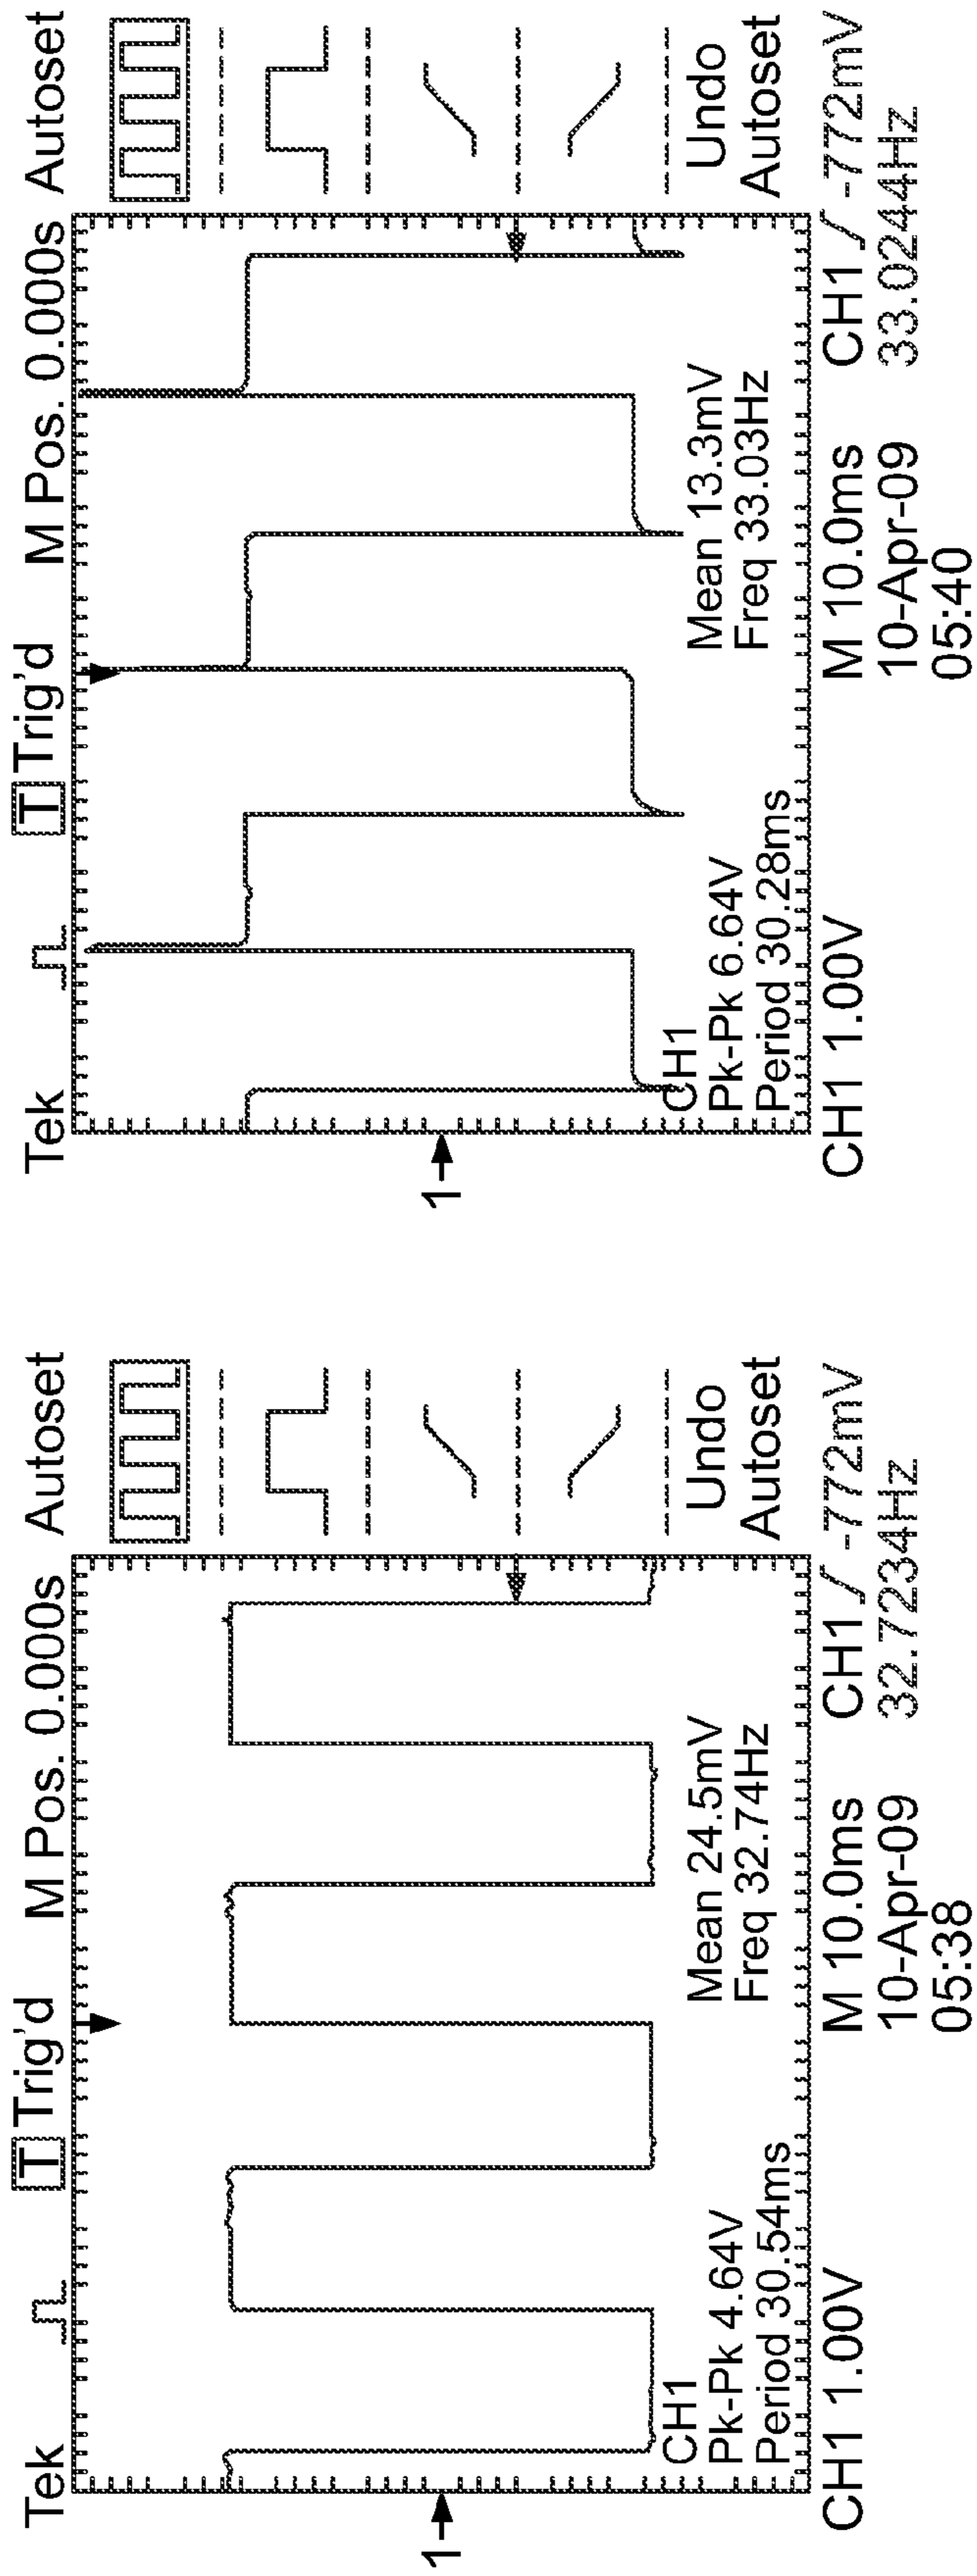 Tek T Trig'd M Pos. 0.000s Autoset
1
CH1
Pk-Pk 4.64V Mean 24.5mV
Period 30.54ms Freq 32.74Hz
Undo
Autoset
CH1 1.00V M 10.0ms CH1 -772mV
10-Apr-09 32.7234Hz
05:38
Tek T Trig'd M Pos. 0.000s Autoset
1
CH1
Pk-Pk 6.64V Mean 13.3mV
Period 30.28ms Freq 33.03Hz
Undo
Autoset
CH1 1.00V M 10.0ms CH1 -772mV
10-Apr-09 33.0244Hz
05:40